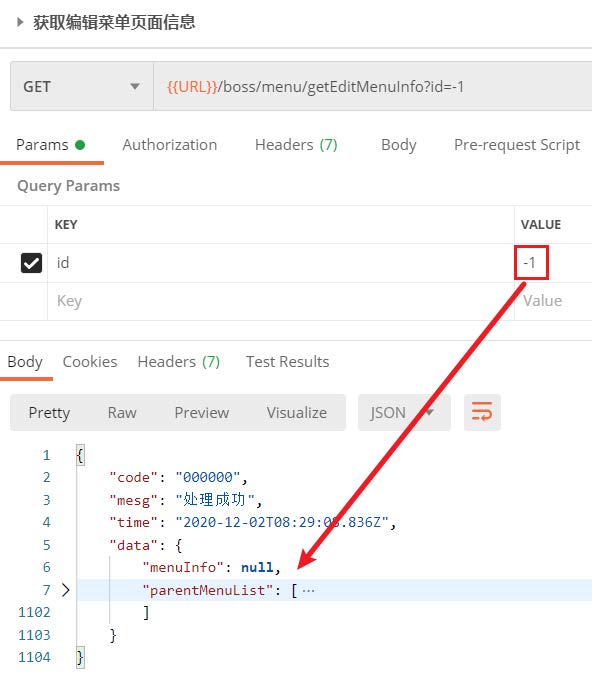 获取编辑菜单页面信息
GET {{URL}}/boss/menu/getEditMenuInfo?id=-1
Params Authorization Headers (7) Body Pre-request Script
Query Params
KEY VALUE
id -1
Key Value
Body Cookies Headers (7) Test Results
Pretty Raw Preview Visualize JSON
1 {
2 "code": "000000",
3 "mesg": "处理成功",
4 "time": "2020-12-02T08:29:08.836Z",
5 "data": {
6 "menuInfo": null,
7 "parentMenuList": [ ⋯
1102 ]
1103 }
1104 }